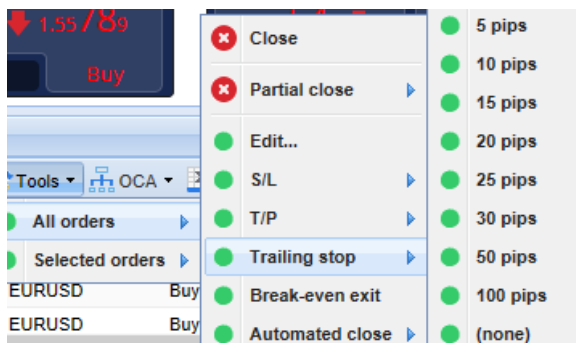 1.55789
Buy
Tools
OCA
All orders
Selected orders
EURUSD Buy
EURUSD Buy
Close
Partial close
Edit...
S/L
T/P
Trailing stop
Break-even exit
Automated close
5 pips
10 pips
15 pips
20 pips
25 pips
30 pips
50 pips
100 pips
(none)